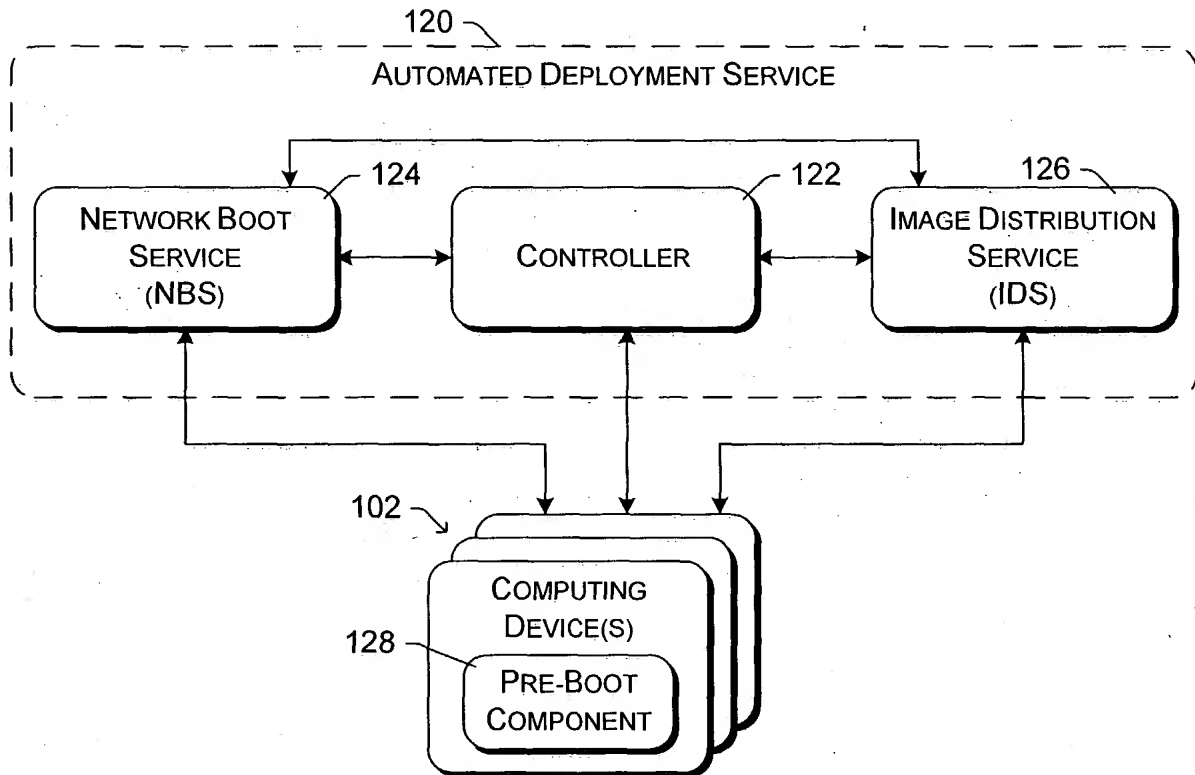 120
AUTOMATED DEPLOYMENT SERVICE
124
122
126
NETWORK BOOT
SERVICE
(NBS)
CONTROLLER
IMAGE DISTRIBUTION
SERVICE
(IDS)
102
COMPUTING
DEVICE(S)
128
PRE-BOOT
COMPONENT